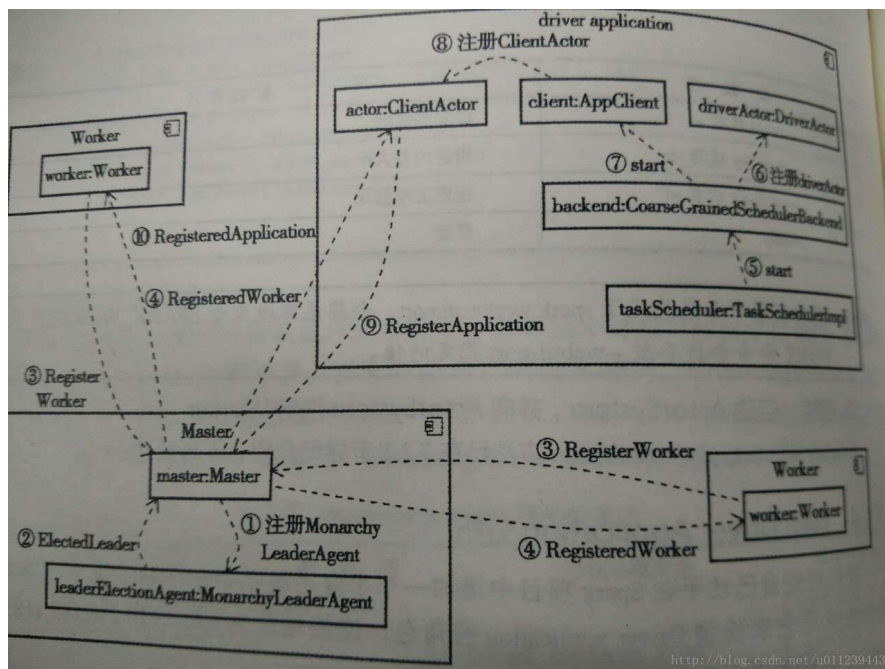 driver application
⑧ 注册ClientActor
actor:ClientActor
client:AppClient
driverActor:DriverActor
Worker
worker:Worker
⑦ start
⑥ 注册driverActor
backend:CoarseGrainedSchedulerBackend
⑩ RegisteredApplication
⑤ start
④ RegisteredWorker
taskScheduler:TaskSchedulerImpl
⑨ RegisterApplication
③ Register
Worker
Master
③ RegisterWorker
Worker
master:Master
worker:Worker
② ElectedLeader
① 注册Monarchy
LeaderAgent
④ RegisteredWorker
leaderElectionAgent:MonarchyLeaderAgent
http://blog.csdn.net/u011239443